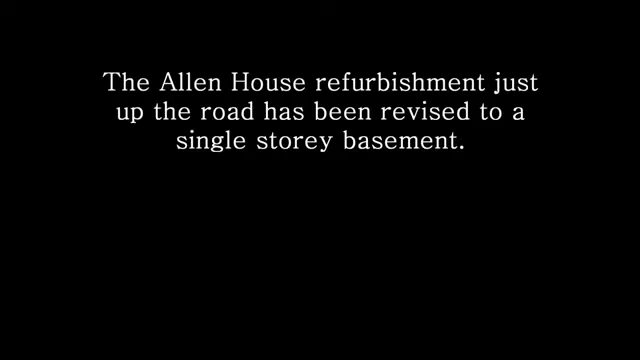 The Allen House refurbishment just
up the road has been revised to a
single storey basement.